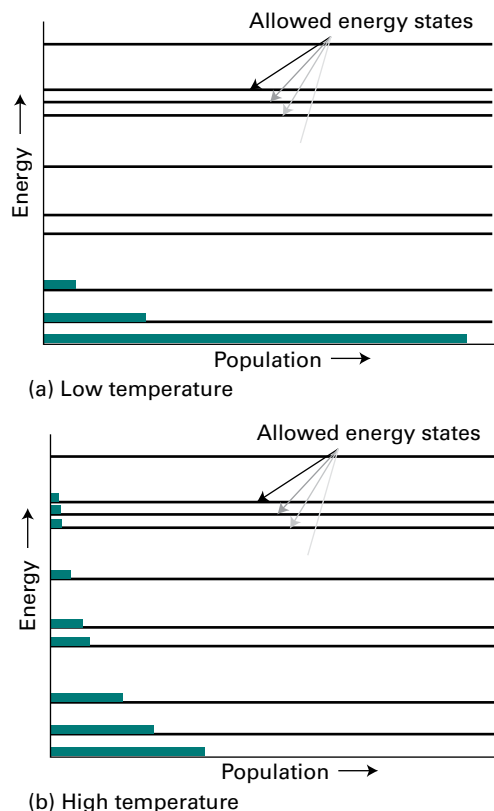 Allowed energy states
Energy
Population
(a) Low temperature
Allowed energy states
Energy
Population
(b) High temperature